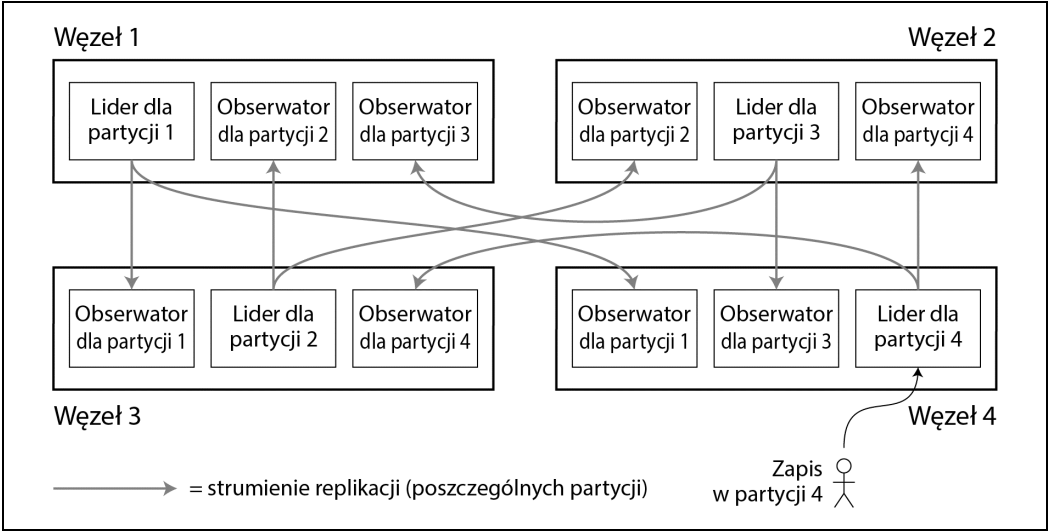 Węzeł 1
Węzeł 2
Lider dla
partycji 1
Obserwator
dla partycji 2
Obserwator
dla partycji 3
Obserwator
dla partycji 2
Lider dla
partycji 3
Obserwator
dla partycji 4
Obserwator
dla partycji 1
Lider dla
partycji 2
Obserwator
dla partycji 4
Obserwator
dla partycji 1
Obserwator
dla partycji 3
Lider dla
partycji 4
Węzeł 3
Węzeł 4
= strumienie replikacji (poszczególnych partycji)
Zapis
w partycji 4